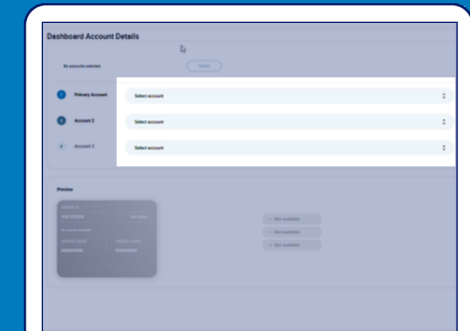 Dashboard Account Details
No accounts selected
Primary Account
Select account
Account 2
Select account
Account 3
Select account
Preview
Not available
Not available
Not available